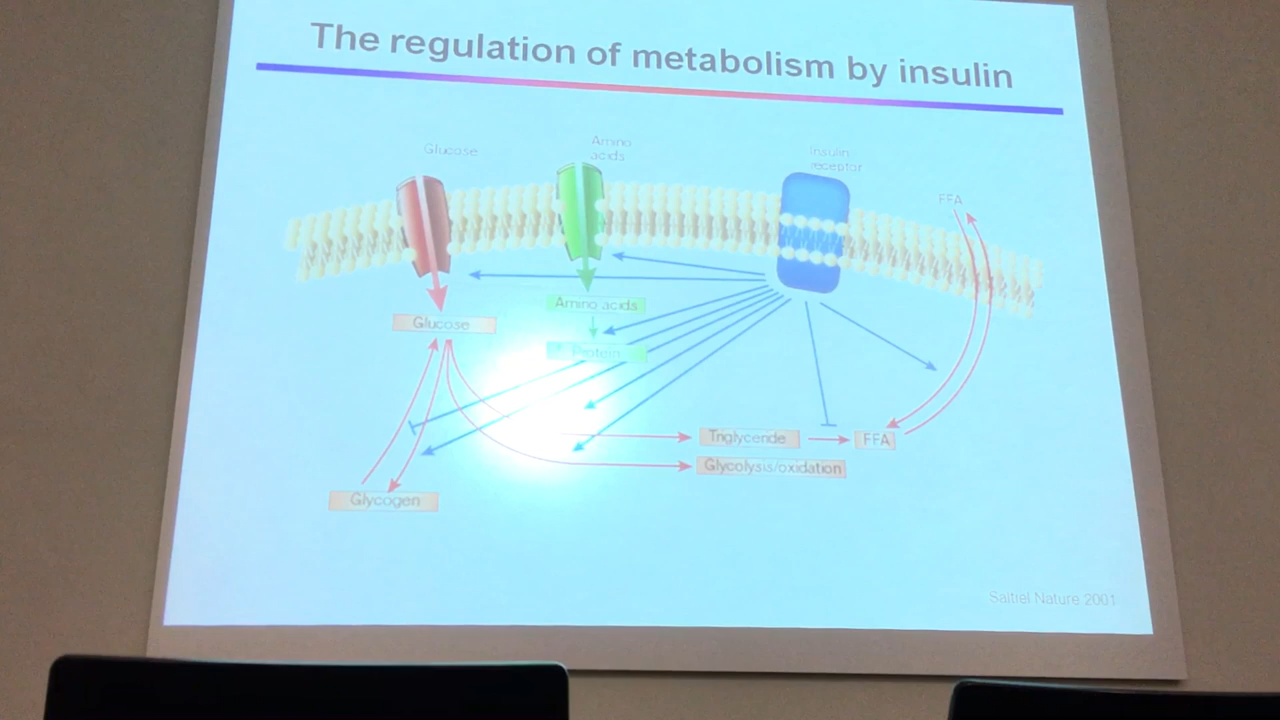 The regulation of metabolism by insulin
Glucose
Amino
acids
Insulin
receptor
FFA
Amino acids
Glucose
Protein
Triglyceride
FFA
Glycolysis/oxidation
Glycogen
Saltiel Nature 2001